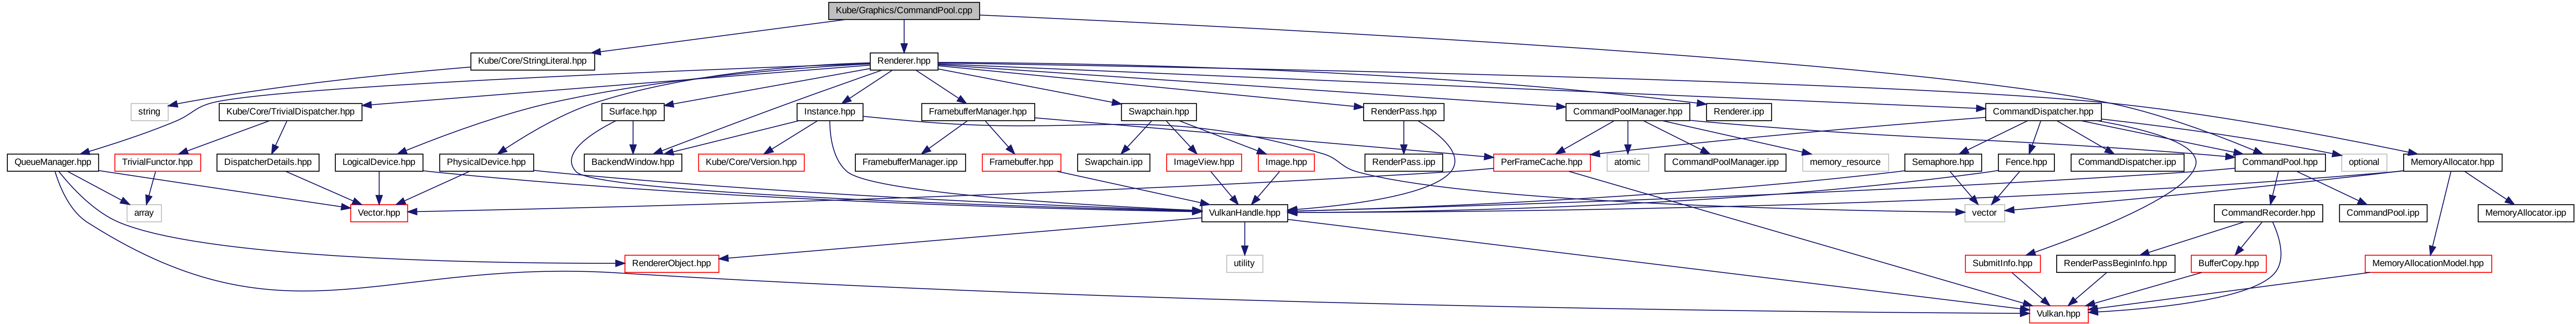 Kube/Graphics/CommandPool.cpp
Kube/Core/StringLiteral.hpp
Renderer.hpp
string
Kube/Core/TrivialDispatcher.hpp
Surface.hpp
Instance.hpp
FramebufferManager.hpp
Swapchain.hpp
RenderPass.hpp
CommandPoolManager.hpp
Renderer.ipp
CommandDispatcher.hpp
QueueManager.hpp
TrivialFunctor.hpp
DispatcherDetails.hpp
LogicalDevice.hpp
PhysicalDevice.hpp
BackendWindow.hpp
Kube/Core/Version.hpp
FramebufferManager.ipp
Framebuffer.hpp
Swapchain.ipp
ImageView.hpp
Image.hpp
RenderPass.ipp
PerFrameCache.hpp
atomic
CommandPoolManager.ipp
memory_resource
Semaphore.hpp
Fence.hpp
CommandDispatcher.ipp
CommandPool.hpp
optional
MemoryAllocator.hpp
array
Vector.hpp
VulkanHandle.hpp
vector
CommandRecorder.hpp
CommandPool.ipp
MemoryAllocator.ipp
RendererObject.hpp
utility
SubmitInfo.hpp
RenderPassBeginInfo.hpp
BufferCopy.hpp
MemoryAllocationModel.hpp
Vulkan.hpp